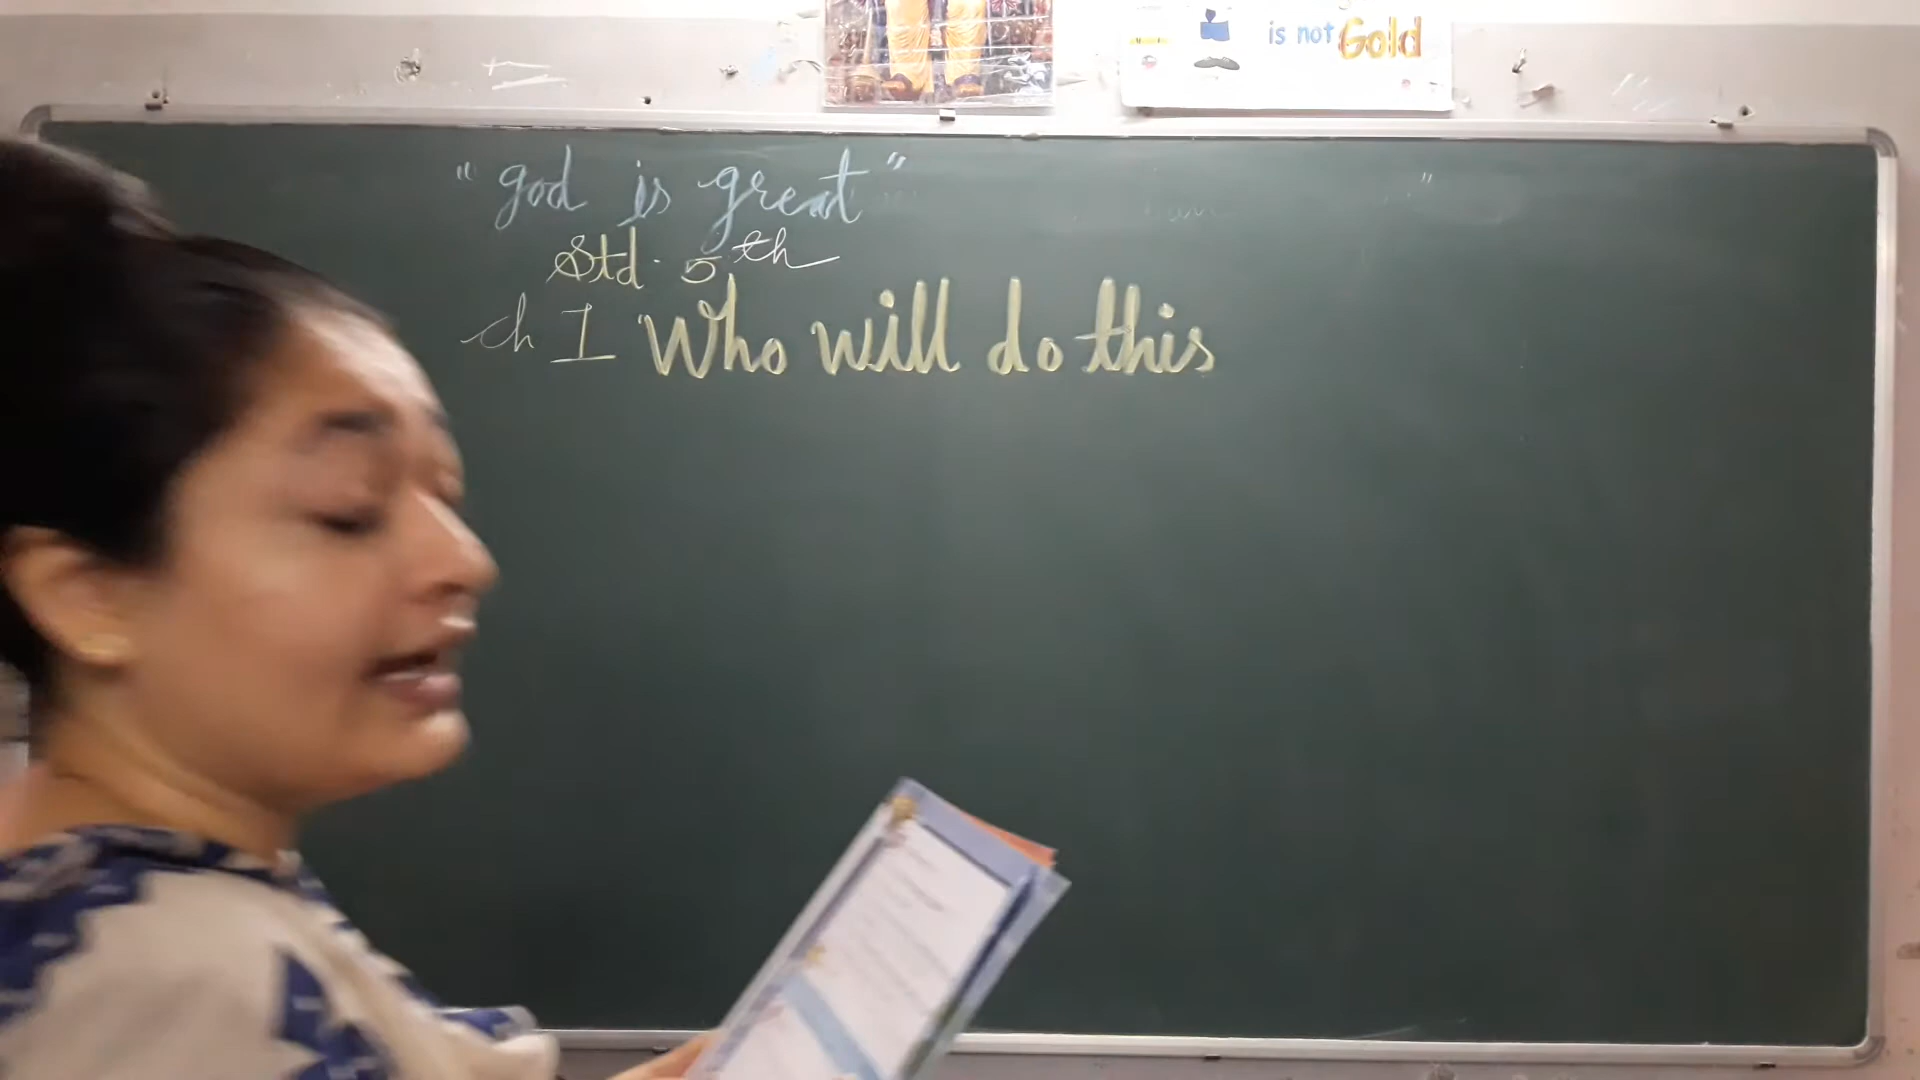 is not Gold
"god is great"
Std. 5th
ch I "Who will do this